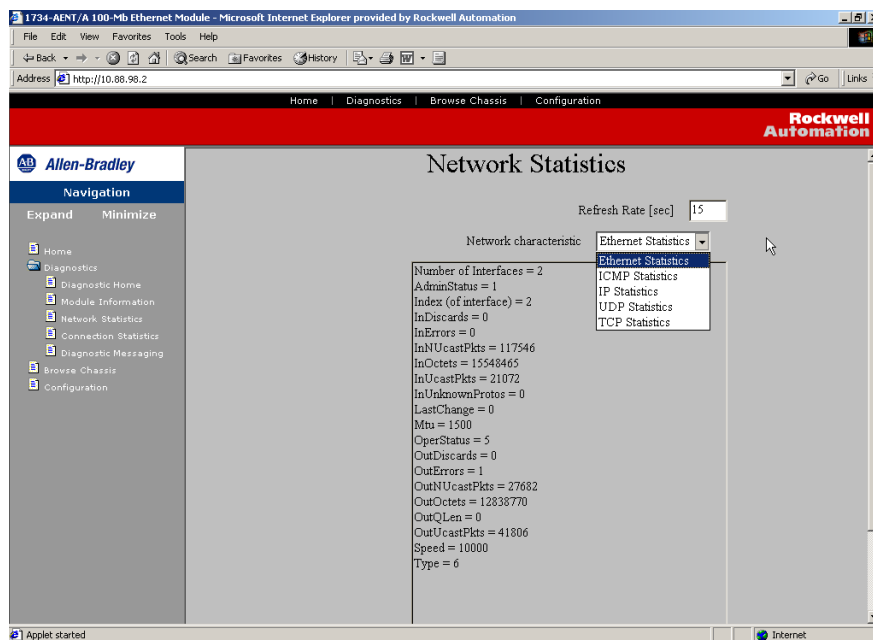 1734-AENT/A 100-Mb Ethernet Module - Microsoft Internet Explorer provided by Rockwell Automation
File Edit View Favorites Tools Help
Back Search Favorites History
Address http://10.88.98.2 Go Links
Home | Diagnostics | Browse Chassis | Configuration
Rockwell
Automation
AB Allen-Bradley
Navigation
Expand Minimize
Home
Diagnostics
Diagnostic Home
Module Information
Network Statistics
Connection Statistics
Diagnostic Messaging
Browse Chassis
Configuration
Network Statistics
Refresh Rate [sec] 15
Network characteristic Ethernet Statistics
Ethernet Statistics
ICMP Statistics
IP Statistics
UDP Statistics
TCP Statistics
Number of Interfaces = 2
AdminStatus = 1
Index (of interface) = 2
InDiscards = 0
InErrors = 0
InNUcastPkts = 117546
InOctets = 15548465
InUcastPkts = 21072
InUnknownProtos = 0
LastChange = 0
Mtu = 1500
OperStatus = 5
OutDiscards = 0
OutErrors = 1
OutNUcastPkts = 27682
OutOctets = 12838770
OutQLen = 0
OutUcastPkts = 41806
Speed = 10000
Type = 6
Applet started Internet